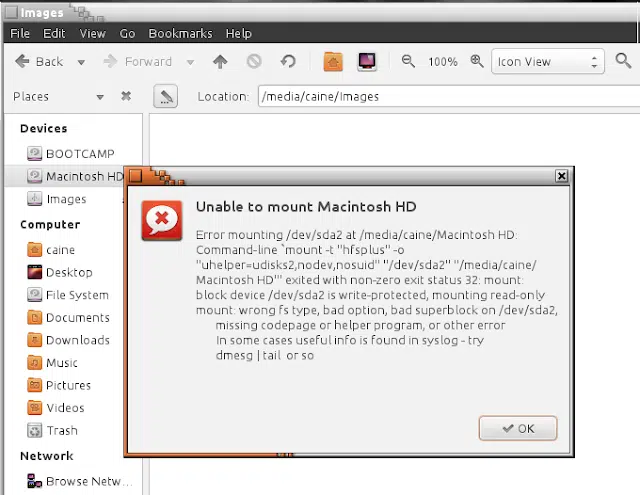 Images
File Edit View Go Bookmarks Help
Back Forward 100% Icon View
Places Location: /media/caine/Images
Devices
BOOTCAMP
Macintosh HD
Images
Computer
caine
Desktop
File System
Documents
Downloads
Music
Pictures
Videos
Trash
Network
Browse Netw...
Unable to mount Macintosh HD
Error mounting /dev/sda2 at /media/caine/Macintosh HD:
Command-line `mount -t "hfsplus" -o
"uhelper=udisks2,nodev,nosuid" "/dev/sda2" "/media/caine/
Macintosh HD"' exited with non-zero exit status 32: mount:
block device /dev/sda2 is write-protected, mounting read-only
mount: wrong fs type, bad option, bad superblock on /dev/sda2,
missing codepage or helper program, or other error
In some cases useful info is found in syslog - try
dmesg | tail or so
OK